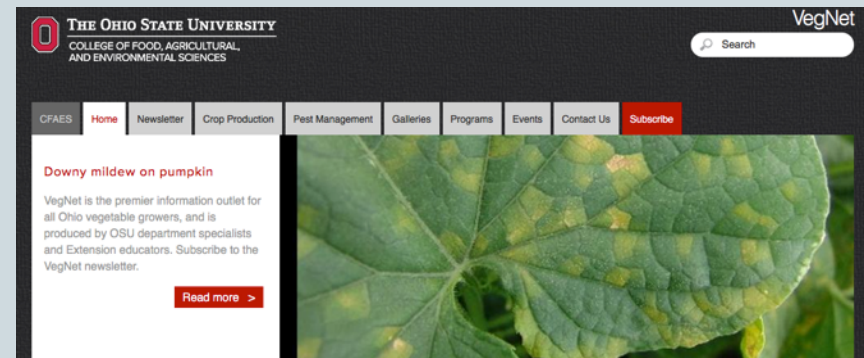 THE OHIO STATE UNIVERSITY
COLLEGE OF FOOD, AGRICULTURAL,
AND ENVIRONMENTAL SCIENCES
VegNet
Search
CFAES Home Newsletter Crop Production Pest Management Galleries Programs Events Contact Us Subscribe
Downy mildew on pumpkin
VegNet is the premier information outlet for
all Ohio vegetable growers, and is
produced by OSU department specialists
and Extension educators. Subscribe to the
VegNet newsletter.
Read more >